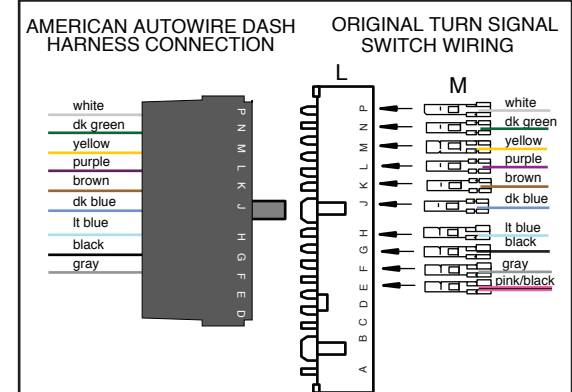 AMERICAN AUTOWIRE DASH
HARNESS CONNECTION
ORIGINAL TURN SIGNAL
SWITCH WIRING
L
M
white
dk green
yellow
purple
brown
dk blue
lt blue
black
gray
P
N
M
L
K
J
H
G
F
E
D
P
N
M
L
K
J
H
G
F
E
D
C
B
A
white
dk green
yellow
purple
brown
dk blue
lt blue
black
gray
pink/black